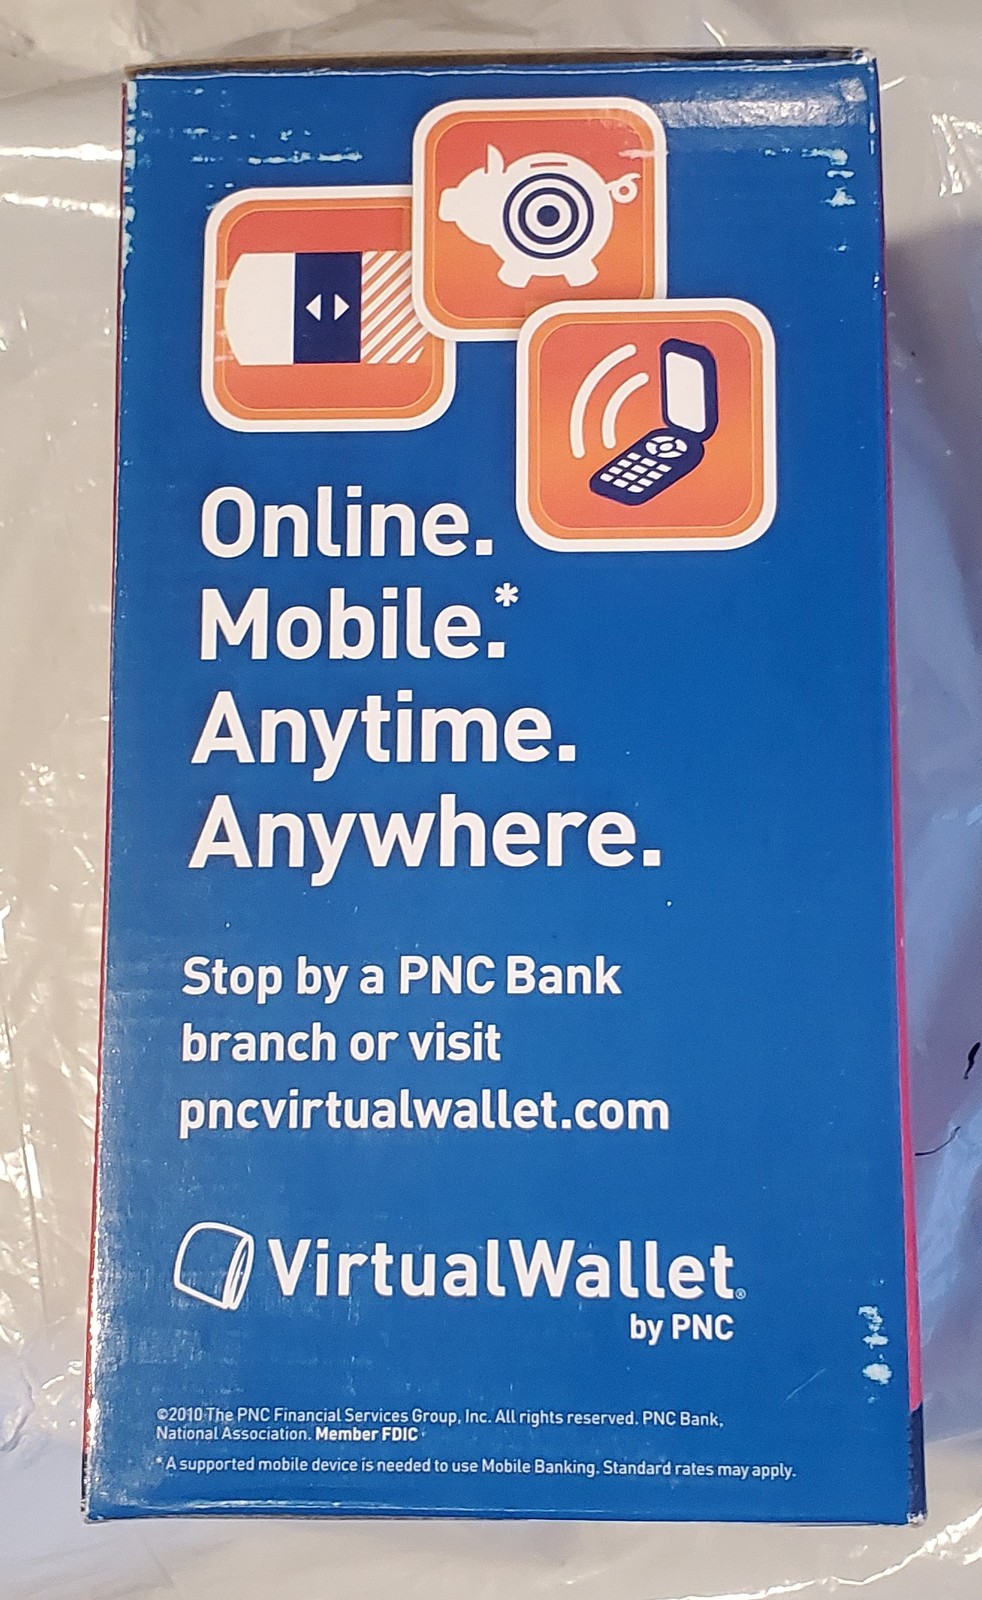 Online.
Mobile.*
Anytime.
Anywhere.
Stop by a PNC Bank
branch or visit
pncvirtualwallet.com
VirtualWallet®
by PNC
©2010 The PNC Financial Services Group, Inc. All rights reserved. PNC Bank,
National Association. Member FDIC
*A supported mobile device is needed to use Mobile Banking. Standard rates may apply.